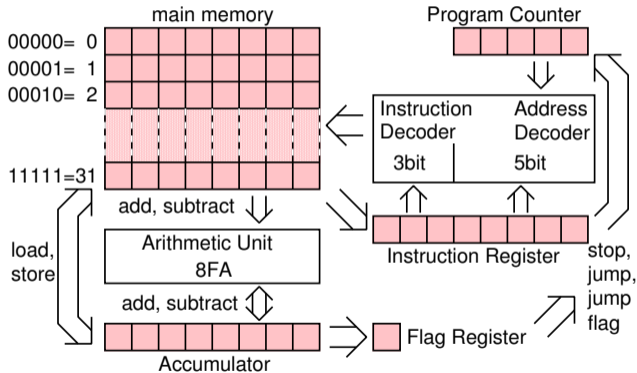 main memory
Program Counter
00000= 0
00001= 1
00010= 2
11111=31
Instruction
Decoder
3bit
Address
Decoder
5bit
add, subtract
Arithmetic Unit
8FA
add, subtract
load,
store
Accumulator
Instruction Register
Flag Register
stop,
jump,
jump
flag